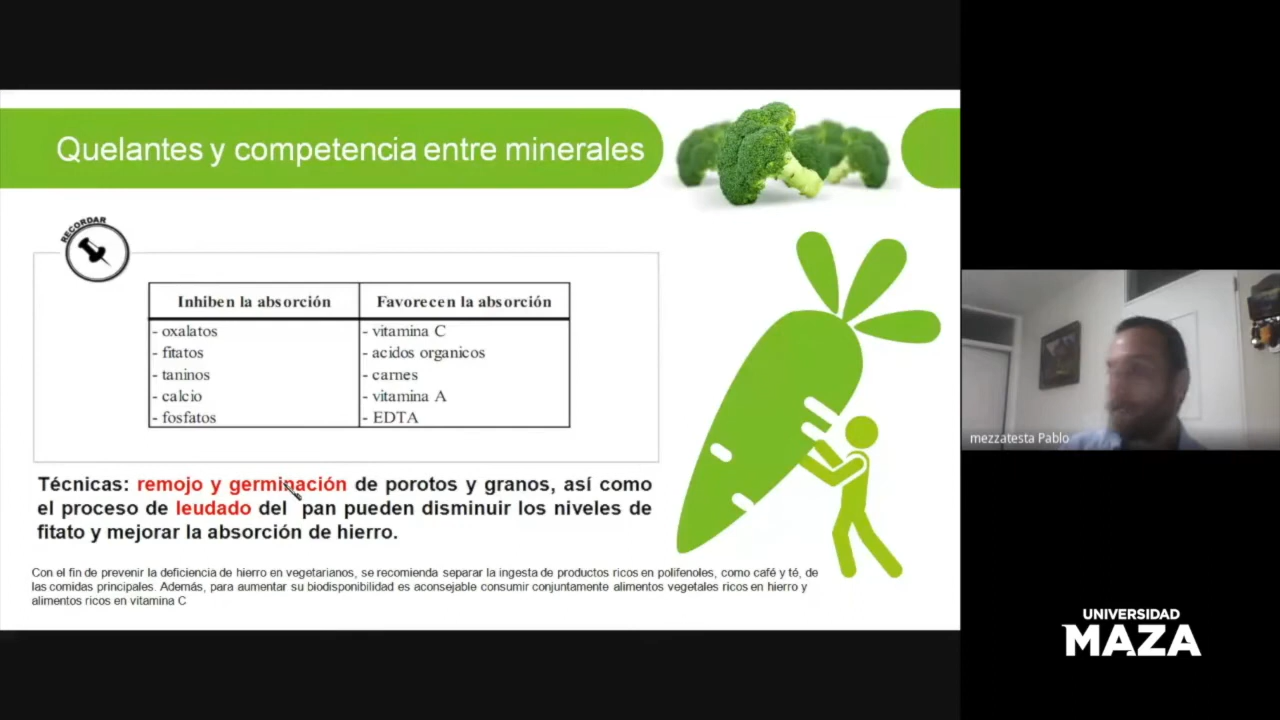 Quelantes y competencia entre minerales
RECORDAR
Inhiben la absorción
Favorecen la absorción
- oxalatos
- vitamina C
- fitatos
- acidos organicos
- taninos
- carnes
- calcio
- vitamina A
- fosfatos
- EDTA
Técnicas: remojo y germinación de porotos y granos, así como
el proceso de leudado del pan pueden disminuir los niveles de
fitato y mejorar la absorción de hierro.
Con el fin de prevenir la deficiencia de hierro en vegetarianos, se recomienda separar la ingesta de productos ricos en polifenoles, como café y té, de
las comidas principales. Además, para aumentar su biodisponibilidad es aconsejable consumir conjuntamente alimentos vegetales ricos en hierro y
alimentos ricos en vitamina C
mezzatesta Pablo
UNIVERSIDAD
MAZA